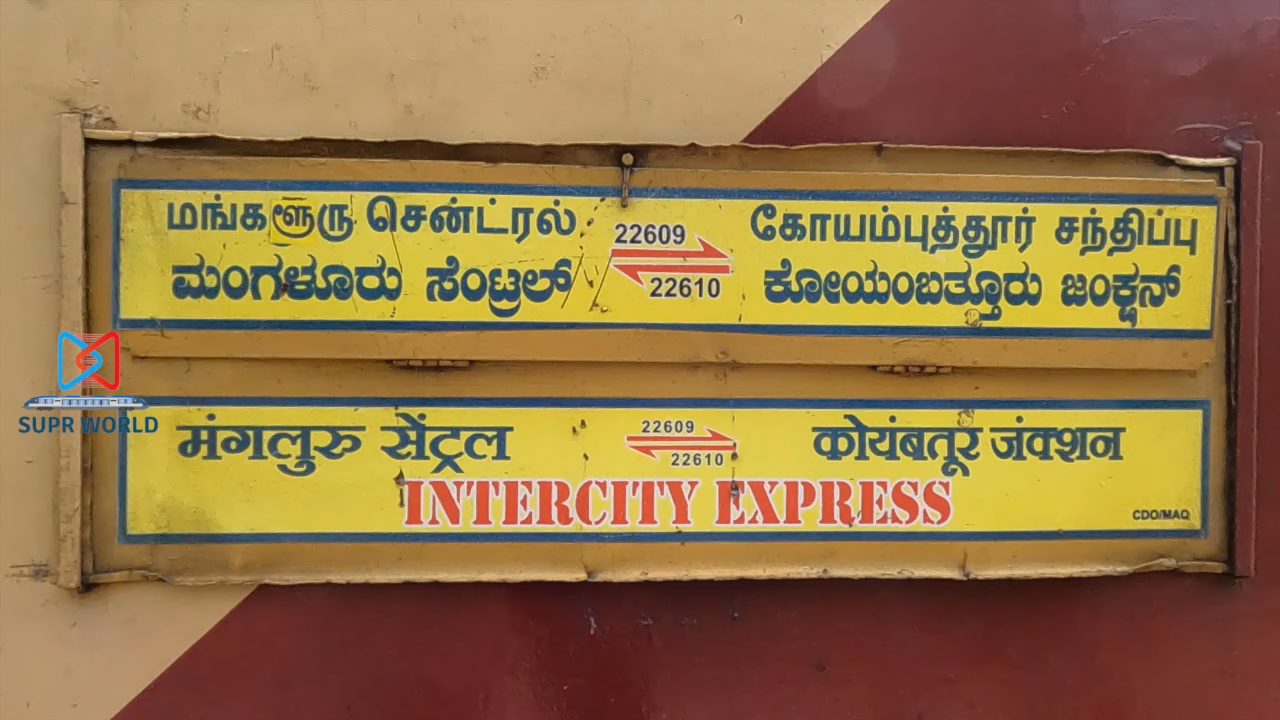 மங்களூரு சென்ட்ரல் 22609 கோயம்புத்தூர் சந்திப்பு
ಮಂಗಳೂರು ಸೆಂಟ್ರಲ್ 22610 ಕೋಯಂಬತ್ತೂರು ಜಂಕ್ಷನ್
SUPR WORLD
मंगलुरु सेंट्रल 22609 22610 कोयंबतूर जंक्शन
INTERCITY EXPRESS
CDO/MAQ